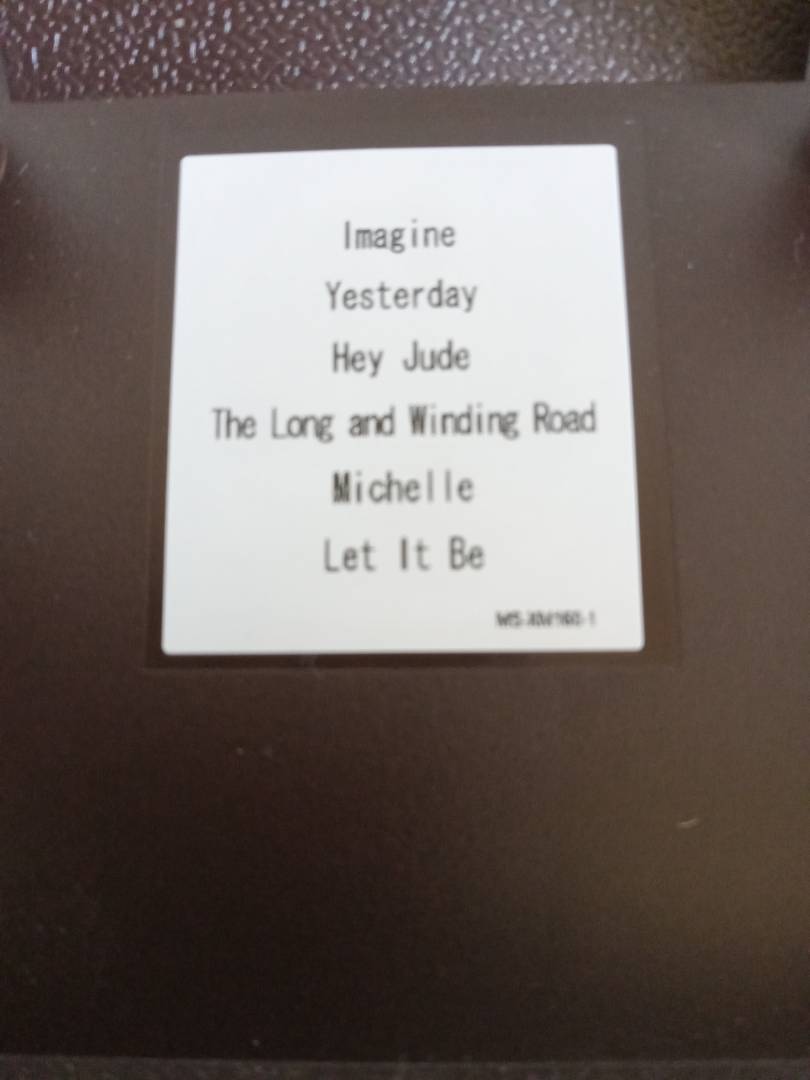 Imagine
Yesterday
Hey Jude
The Long and Winding Road
Michelle
Let It Be